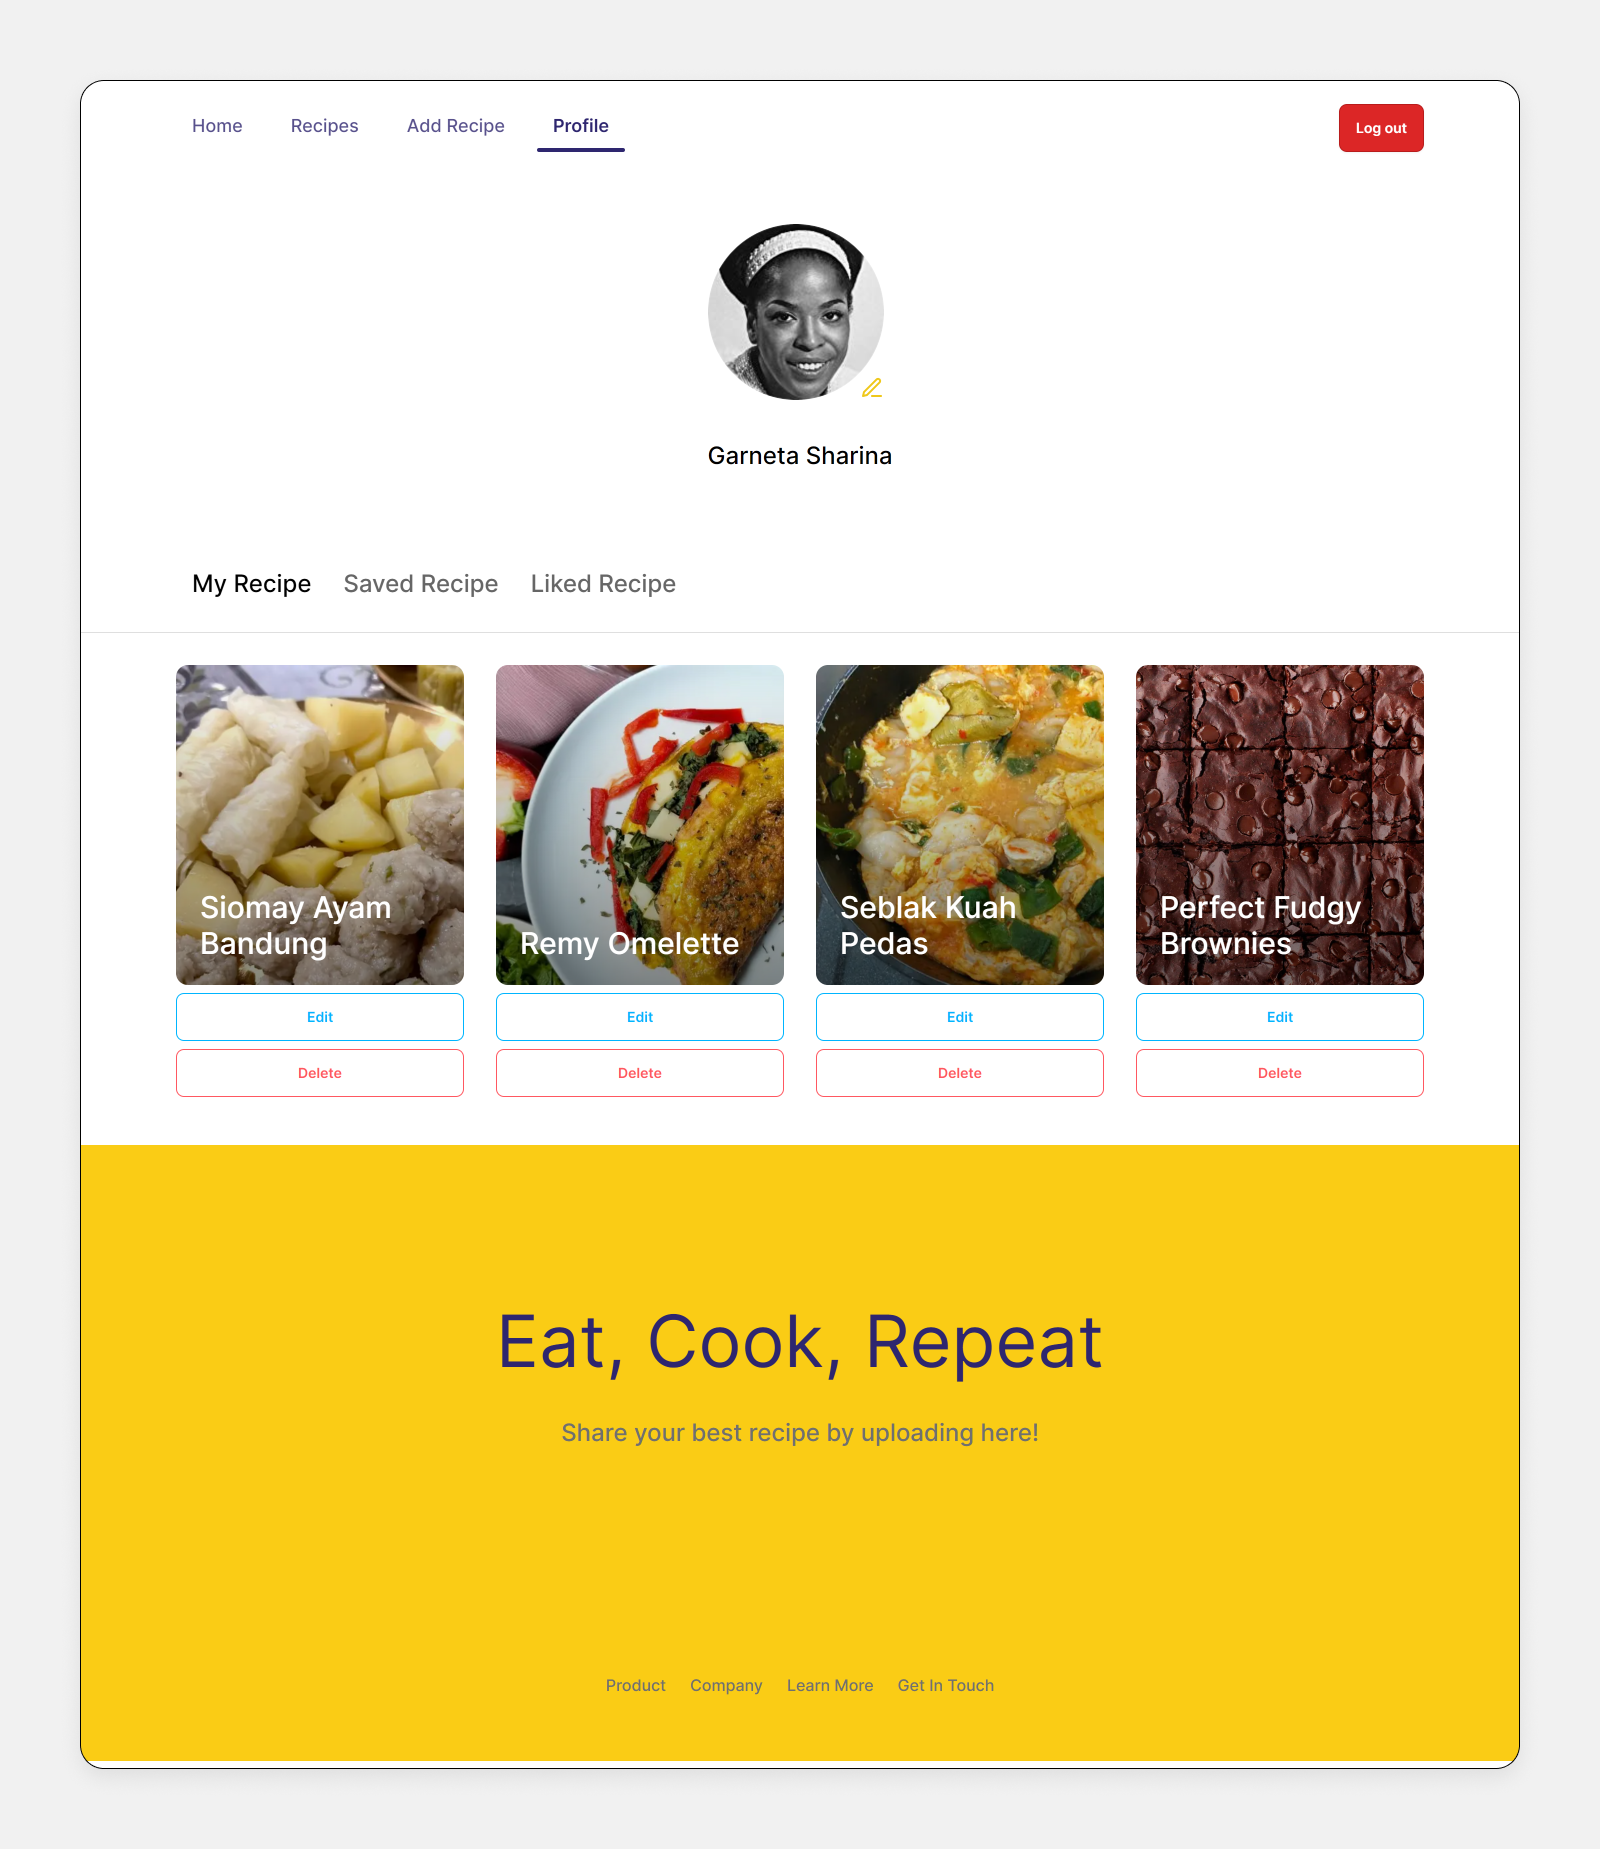 Home Recipes Add Recipe Profile Log out
Garneta Sharina
My Recipe Saved Recipe Liked Recipe
Siomay Ayam
Bandung
Remy Omelette
Seblak Kuah
Pedas
Perfect Fudgy
Brownies
Edit Edit Edit Edit
Delete Delete Delete Delete
Eat, Cook, Repeat
Share your best recipe by uploading here!
Product Company Learn More Get In Touch